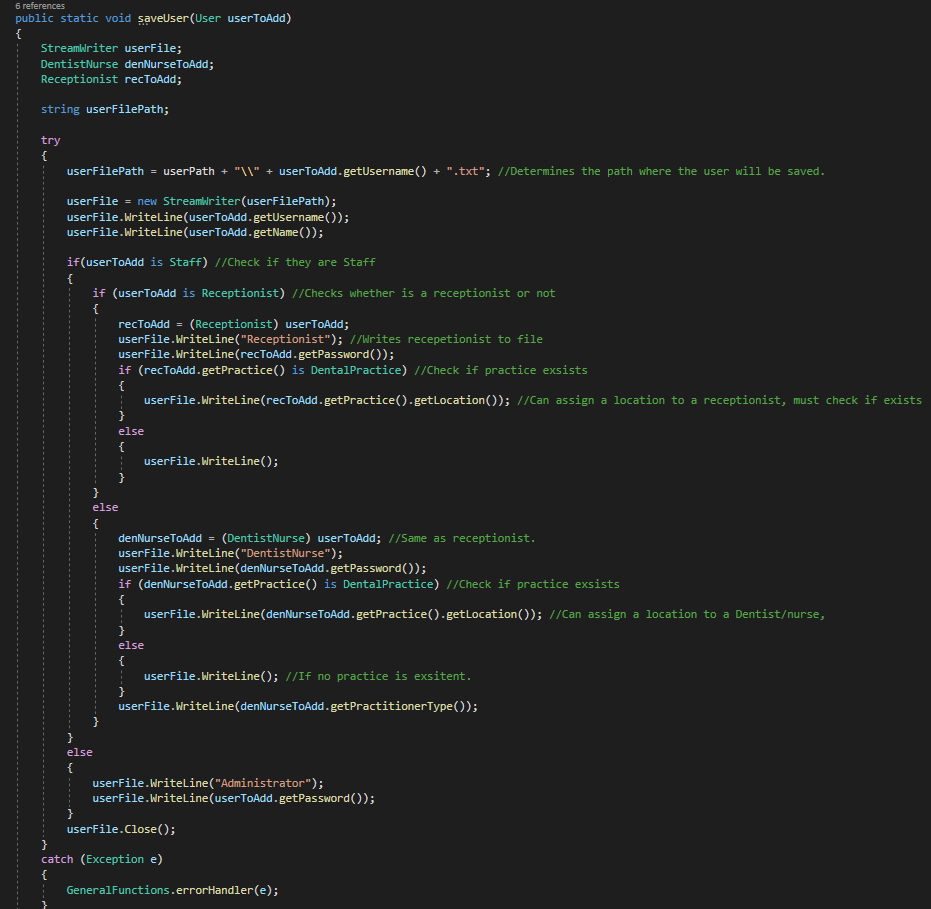 6 references
public static void saveUser(User userToAdd)
{
StreamWriter userFile;
DentistNurse denNurseToAdd;
Receptionist recToAdd;
string userFilePath;
try
{
userFilePath = userPath + "\\" + userToAdd.getUsername() + ".txt"; //Determines the path where the user will be saved.
userFile = new StreamWriter(userFilePath);
userFile.WriteLine(userToAdd.getUsername());
userFile.WriteLine(userToAdd.getName());
if(userToAdd is Staff) //Check if they are Staff
{
if (userToAdd is Receptionist) //Checks whether is a receptionist or not
{
recToAdd = (Receptionist) userToAdd;
userFile.WriteLine("Receptionist"); //Writes recepetionist to file
userFile.WriteLine(recToAdd.getPassword());
if (recToAdd.getPractice() is DentalPractice) //Check if practice exsists
{
userFile.WriteLine(recToAdd.getPractice().getLocation()); //Can assign a location to a receptionist, must check if exists
}
else
{
userFile.WriteLine();
}
}
else
{
denNurseToAdd = (DentistNurse) userToAdd; //Same as receptionist.
userFile.WriteLine("DentistNurse");
userFile.WriteLine(denNurseToAdd.getPassword());
if (denNurseToAdd.getPractice() is DentalPractice) //Check if practice exsists
{
userFile.WriteLine(denNurseToAdd.getPractice().getLocation()); //Can assign a location to a Dentist/nurse,
}
else
{
userFile.WriteLine(); //If no practice is exsitent.
}
userFile.WriteLine(denNurseToAdd.getPractitionerType());
}
}
else
{
userFile.WriteLine("Administrator");
userFile.WriteLine(userToAdd.getPassword());
}
userFile.Close();
}
catch (Exception e)
{
GeneralFunctions.errorHandler(e);
}